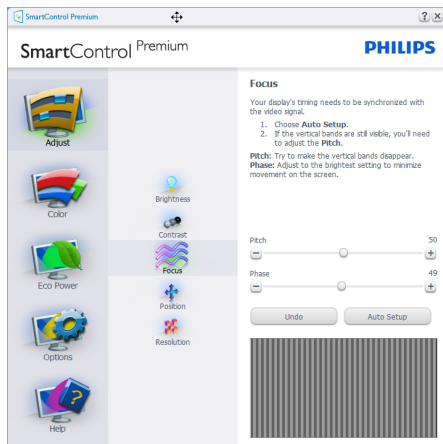 SmartControl Premium
SmartControl Premium
PHILIPS
Adjust
Color
Eco Power
Options
Help
Brightness
Contrast
Focus
Position
Resolution
Focus
Your display's timing needs to be synchronized with
the video signal.
1. Choose Auto Setup.
2. If the vertical bands are still visible, you'll need
to adjust the Pitch.
Pitch: Try to make the vertical bands disappear.
Phase: Adjust to the brightest setting to minimize
movement on the screen.
Pitch 50
Phase 49
Undo Auto Setup